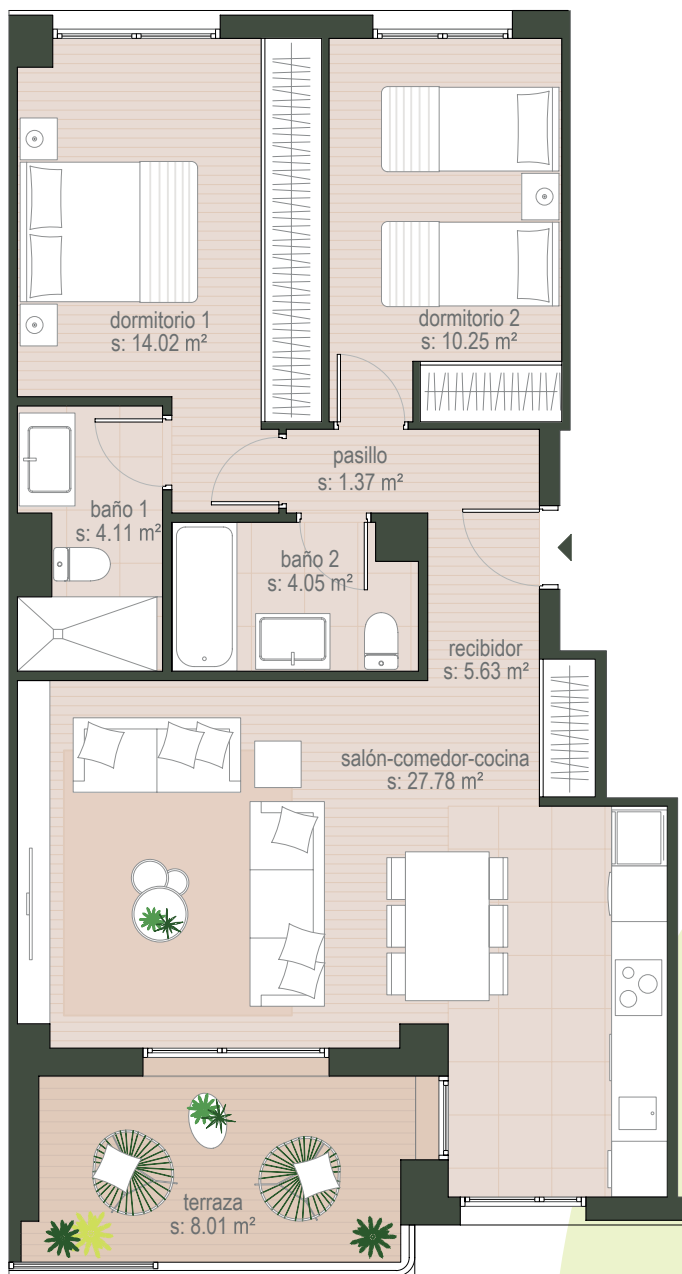 dormitorio 1
s: 14.02 m²
dormitorio 2
s: 10.25 m²
pasillo
s: 1.37 m²
baño 1
s: 4.11 m²
baño 2
s: 4.05 m²
recibidor
s: 5.63 m²
salón-comedor-cocina
s: 27.78 m²
terraza
s: 8.01 m²